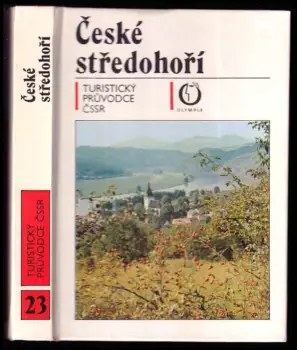 České
středohoří
TURISTICKÝ
PRŮVODCE
ČSSR
OLYMPIA
České
středohoří
TURISTICKÝ
PRŮVODCE ČSSR
23